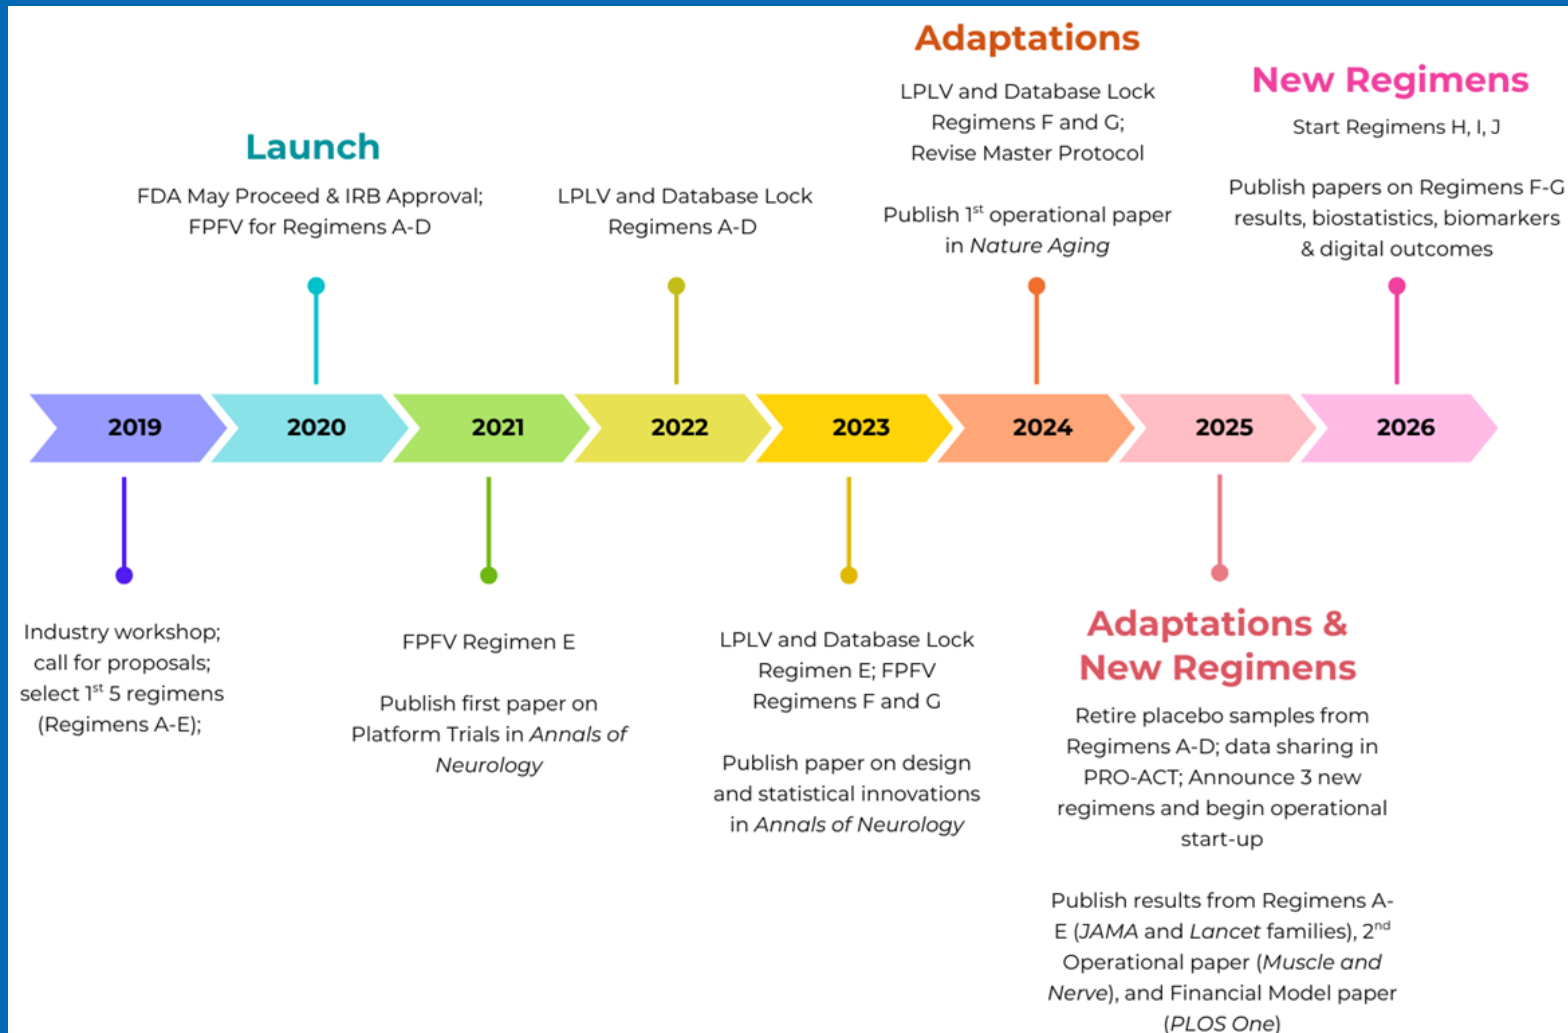 Launch
FDA May Proceed & IRB Approval;
FPFV for Regimens A-D
LPLV and Database Lock
Regimens A-D
Adaptations
LPLV and Database Lock
Regimens F and G;
Revise Master Protocol
Publish 1st operational paper
in Nature Aging
New Regimens
Start Regimens H, I, J
Publish papers on Regimens F-G
results, biostatistics, biomarkers
& digital outcomes
2019
2020
2021
2022
2023
2024
2025
2026
Industry workshop;
call for proposals;
select 1st 5 regimens
(Regimens A-E);
FPFV Regimen E
Publish first paper on
Platform Trials in Annals of
Neurology
LPLV and Database Lock
Regimen E; FPFV
Regimens F and G
Publish paper on design
and statistical innovations
in Annals of Neurology
Adaptations &
New Regimens
Retire placebo samples from
Regimens A-D; data sharing in
PRO-ACT; Announce 3 new
regimens and begin operational
start-up
Publish results from Regimens A-
E (JAMA and Lancet families), 2nd
Operational paper (Muscle and
Nerve), and Financial Model paper
(PLOS One)